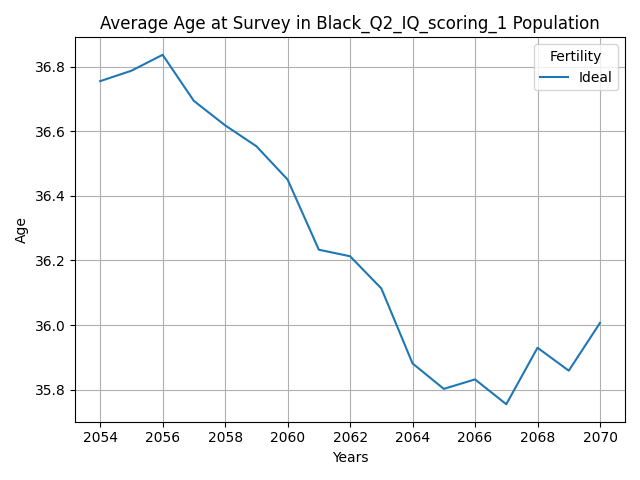 Average Age at Survey in Black_Q2_IQ_scoring_1 Population
Fertility
Ideal
36.8
36.6
36.4
36.2
36.0
35.8
Age
2054 2056 2058 2060 2062 2064 2066 2068 2070
Years